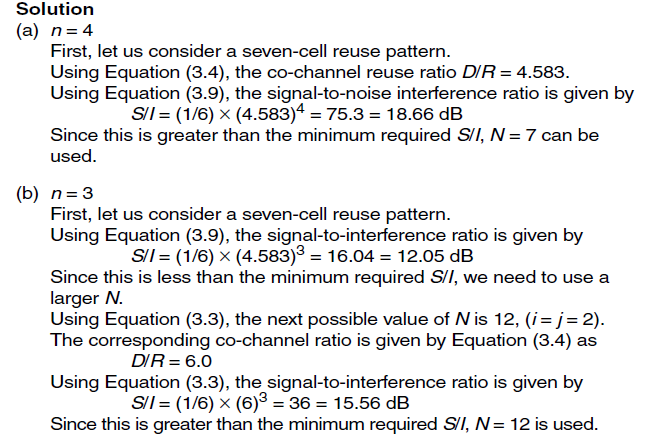 Solution
(a) n = 4
First, let us consider a seven-cell reuse pattern.
Using Equation (3.4), the co-channel reuse ratio D/R = 4.583.
Using Equation (3.9), the signal-to-noise interference ratio is given by
S/I = (1/6) × (4.583)⁴ = 75.3 = 18.66 dB
Since this is greater than the minimum required S/I, N = 7 can be
used.
(b) n = 3
First, let us consider a seven-cell reuse pattern.
Using Equation (3.9), the signal-to-interference ratio is given by
S/I = (1/6) × (4.583)³ = 16.04 = 12.05 dB
Since this is less than the minimum required S/I, we need to use a
larger N.
Using Equation (3.3), the next possible value of N is 12, (i = j = 2).
The corresponding co-channel ratio is given by Equation (3.4) as
D/R = 6.0
Using Equation (3.3), the signal-to-interference ratio is given by
S/I = (1/6) × (6)³ = 36 = 15.56 dB
Since this is greater than the minimum required S/I, N = 12 is used.